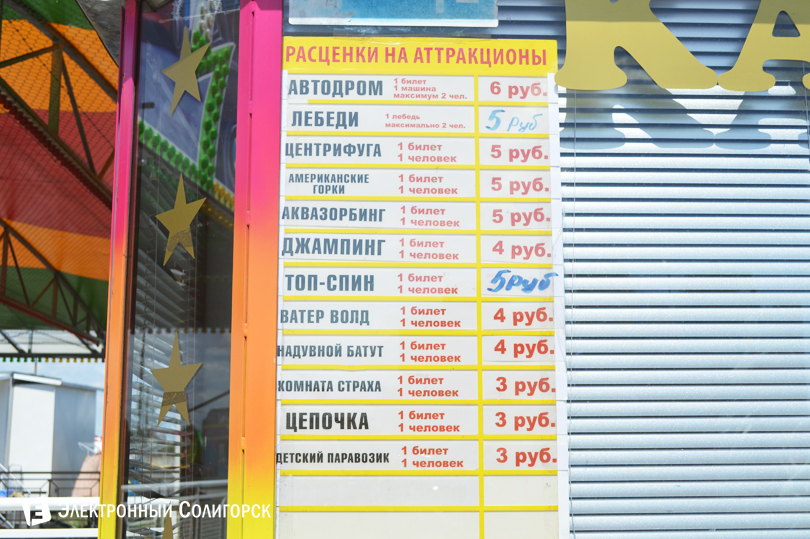 КА
РАСЦЕНКИ НА АТТРАКЦИОНЫ
АВТОДРОМ 1 билет 1 машина максимум 2 чел. 6 руб.
ЛЕБЕДИ 1 лебедь максимально 2 чел. 5 руб
ЦЕНТРИФУГА 1 билет 1 человек 5 руб.
АМЕРИКАНСКИЕ ГОРКИ 1 билет 1 человек 5 руб.
АКВАЗОРБИНГ 1 билет 1 человек 5 руб.
ДЖАМПИНГ 1 билет 1 человек 4 руб.
ТОП-СПИН 1 билет 1 человек 5 руб
ВАТЕР ВОЛД 1 билет 1 человек 4 руб.
НАДУВНОЙ БАТУТ 1 билет 1 человек 4 руб.
КОМНАТА СТРАХА 1 билет 1 человек 3 руб.
ЦЕПОЧКА 1 билет 1 человек 3 руб.
ДЕТСКИЙ ПАРАВОЗИК 1 билет 1 человек 3 руб.
Электронный Солигорск